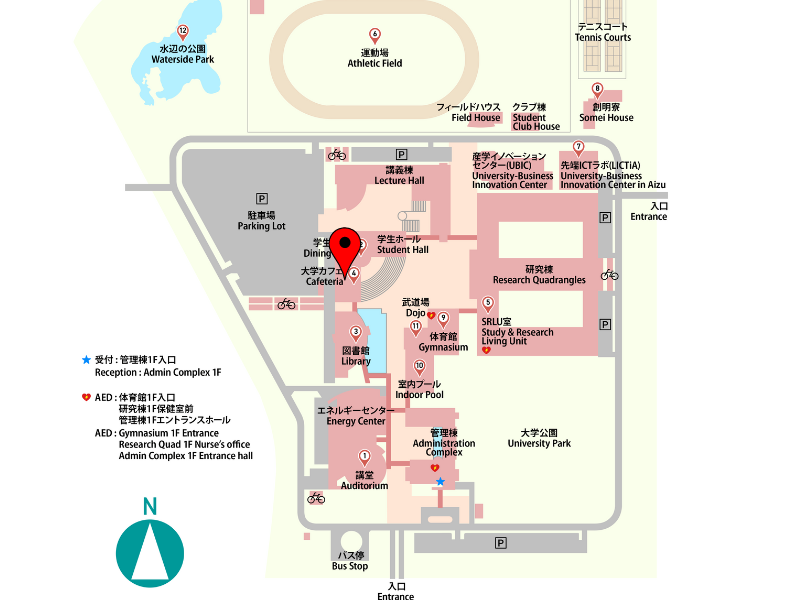 12
水辺の公園
Waterside Park
6
運動場
Athletic Field
テニスコート
Tennis Courts
8
創明寮
Somei House
フィールドハウス
Field House
クラブ棟
Student
Club House
7
産学イノベーション
センター(UBIC)
University-Business
Innovation Center
先端ICTラボ(LICTiA)
University-Business
Innovation Center in Aizu
P
講義棟
Lecture Hall
P
駐車場
Parking Lot
入口
Entrance
P
学生
Dining
学生ホール
Student Hall
大学カフェ
Cafeteria
4
研究棟
Research Quadrangles
5
SRLU室
Study & Research
Living Unit
P
武道場
Dojo
11
9
体育館
Gymnasium
3
図書館
Library
10
室内プール
Indoor Pool
受付 : 管理棟1F入口
Reception : Admin Complex 1F
AED : 体育館1F入口
研究棟1F保健室前
管理棟1Fエントランスホール
AED : Gymnasium 1F Entrance
Research Quad 1F Nurse's office
Admin Complex 1F Entrance hall
エネルギーセンター
Energy Center
管理棟
Administration
Complex
大学公園
University Park
1
講堂
Auditorium
N
P
バス停
Bus Stop
入口
Entrance